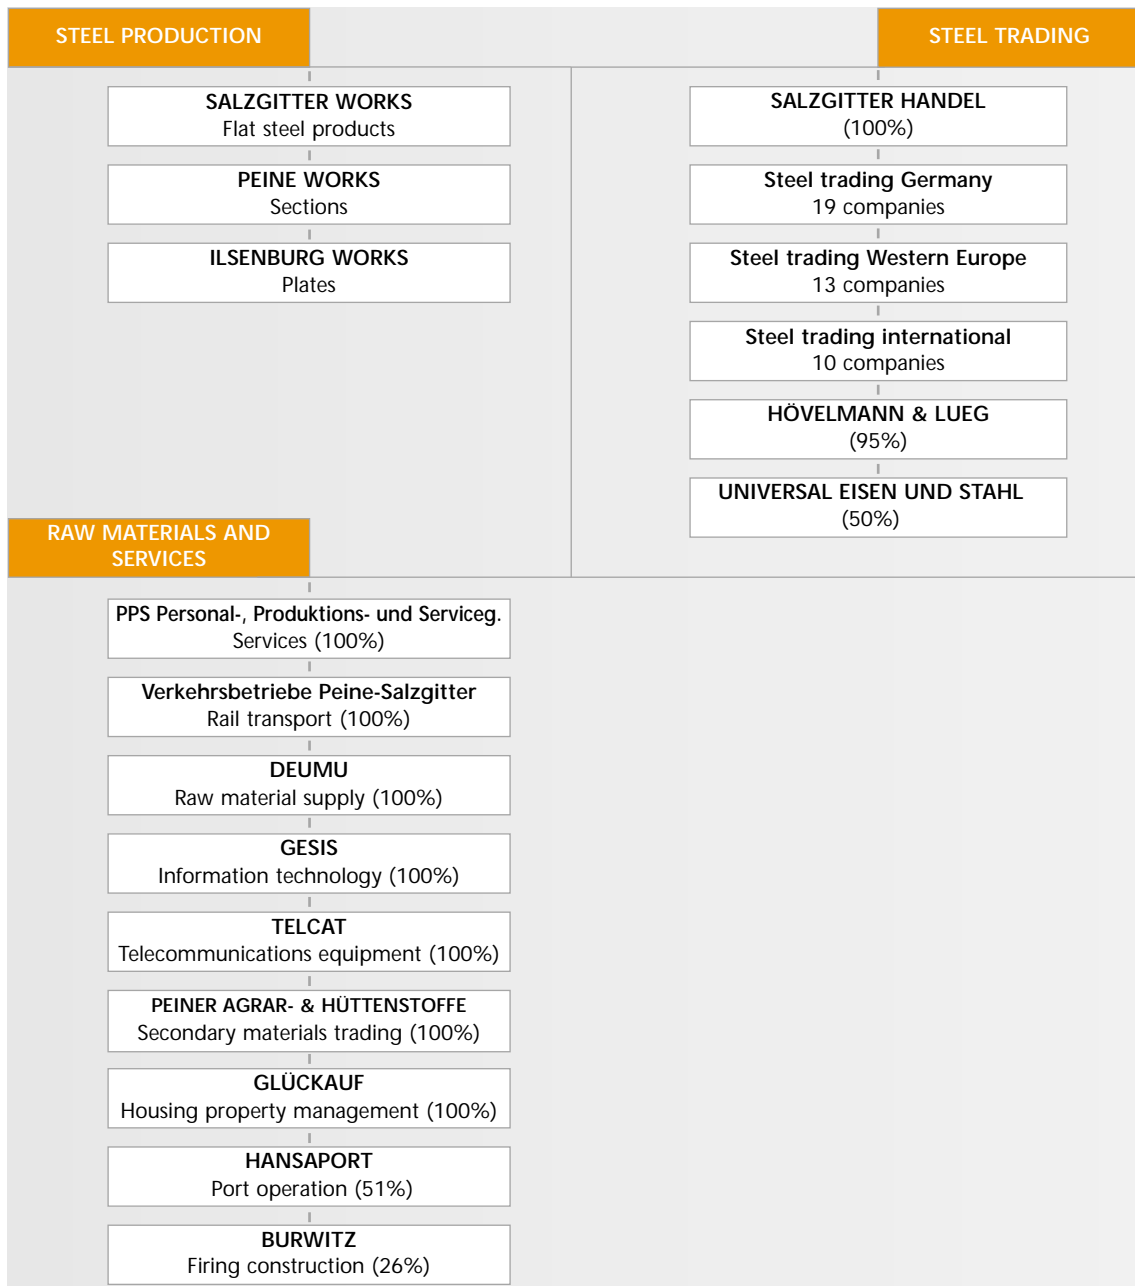 STEEL PRODUCTION
SALZGITTER WORKS
Flat steel products
PEINE WORKS
Sections
ILSENBURG WORKS
Plates
STEEL TRADING
SALZGITTER HANDEL
(100%)
Steel trading Germany
19 companies
Steel trading Western Europe
13 companies
Steel trading international
10 companies
HÖVELMANN & LUEG
(95%)
UNIVERSAL EISEN UND STAHL
(50%)
RAW MATERIALS AND
SERVICES
PPS Personal-, Produktions- und Serviceg.
Services (100%)
Verkehrsbetriebe Peine-Salzgitter
Rail transport (100%)
DEUMU
Raw material supply (100%)
GESIS
Information technology (100%)
TELCAT
Telecommunications equipment (100%)
PEINER AGRAR- & HÜTTENSTOFFE
Secondary materials trading (100%)
GLÜCKAUF
Housing property management (100%)
HANSAPORT
Port operation (51%)
BURWITZ
Firing construction (26%)